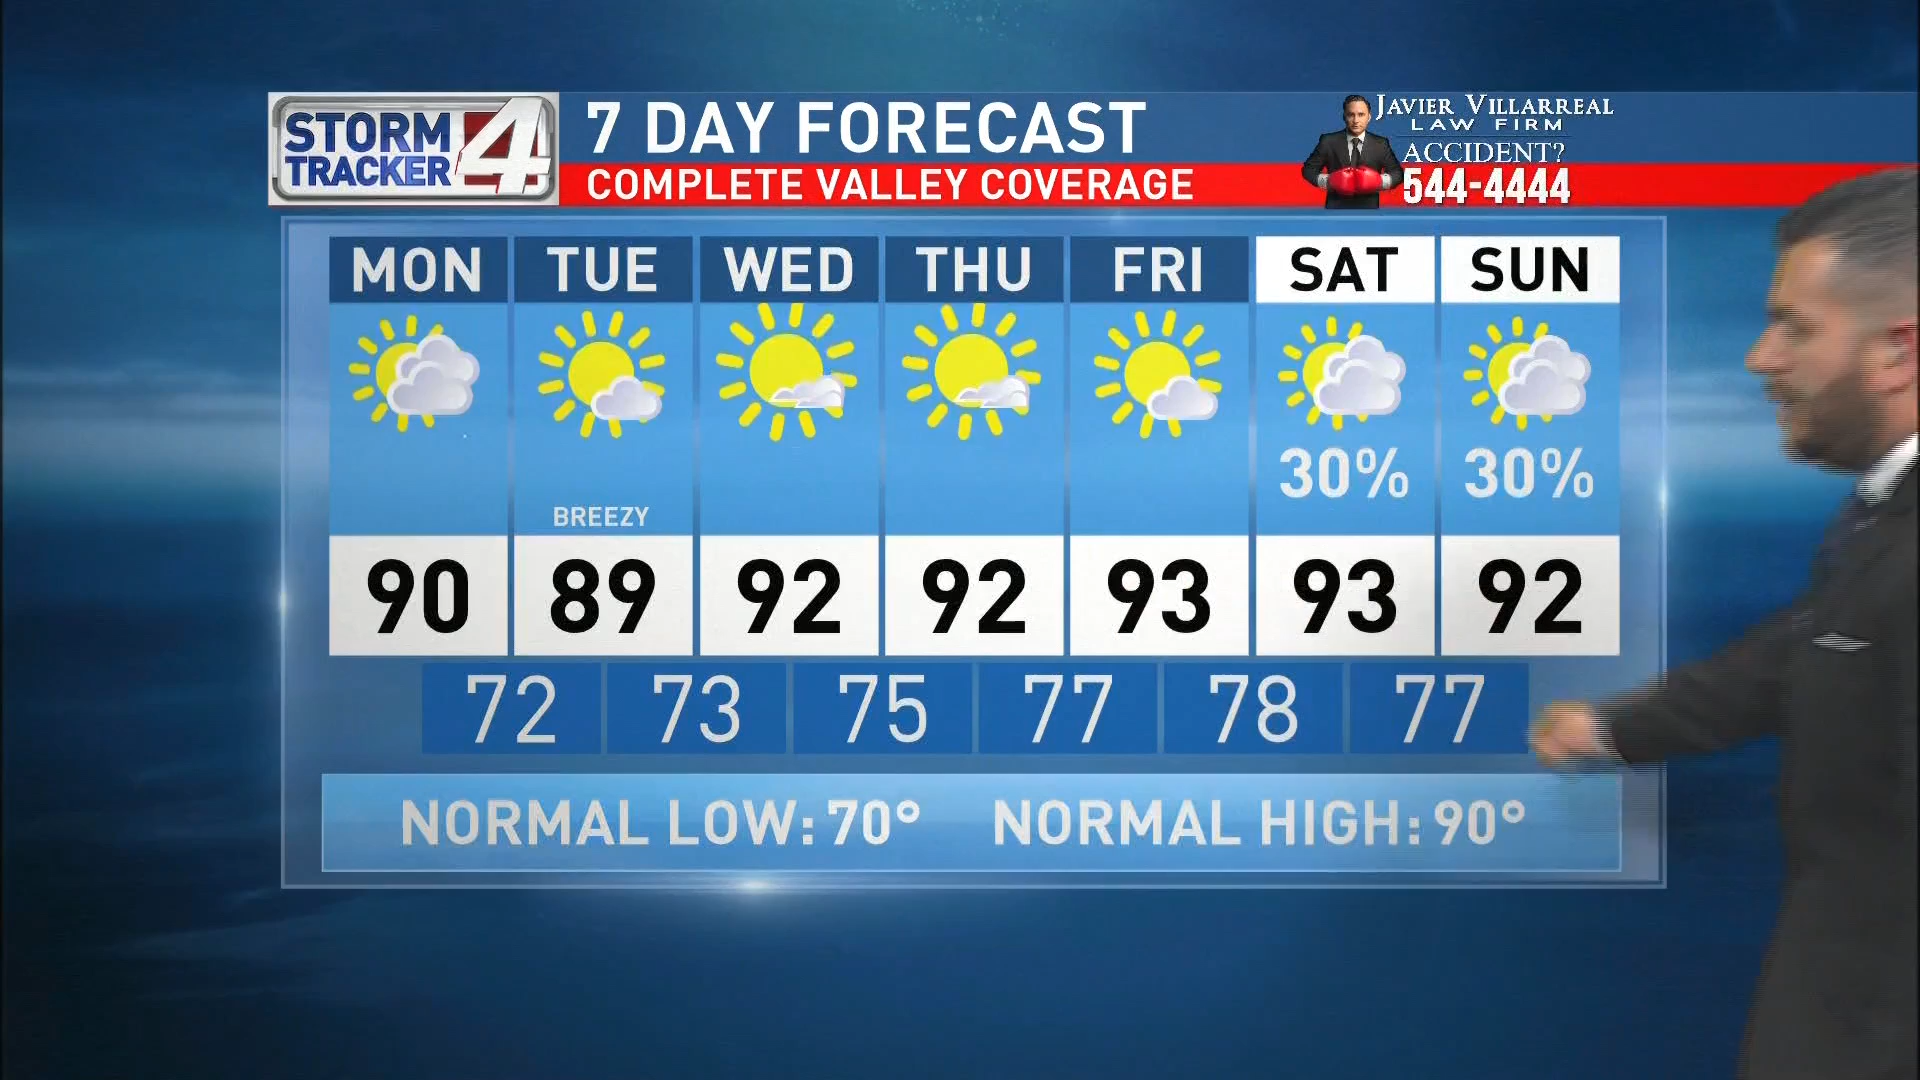 STORM
TRACKER 4
7 DAY FORECAST
COMPLETE VALLEY COVERAGE
JAVIER VILLARREAL
LAW FIRM
ACCIDENT?
544-4444
MON TUE WED THU FRI SAT SUN
30% 30%
BREEZY
90 89 92 92 93 93 92
72 73 75 77 78 77
NORMAL LOW: 70° NORMAL HIGH: 90°